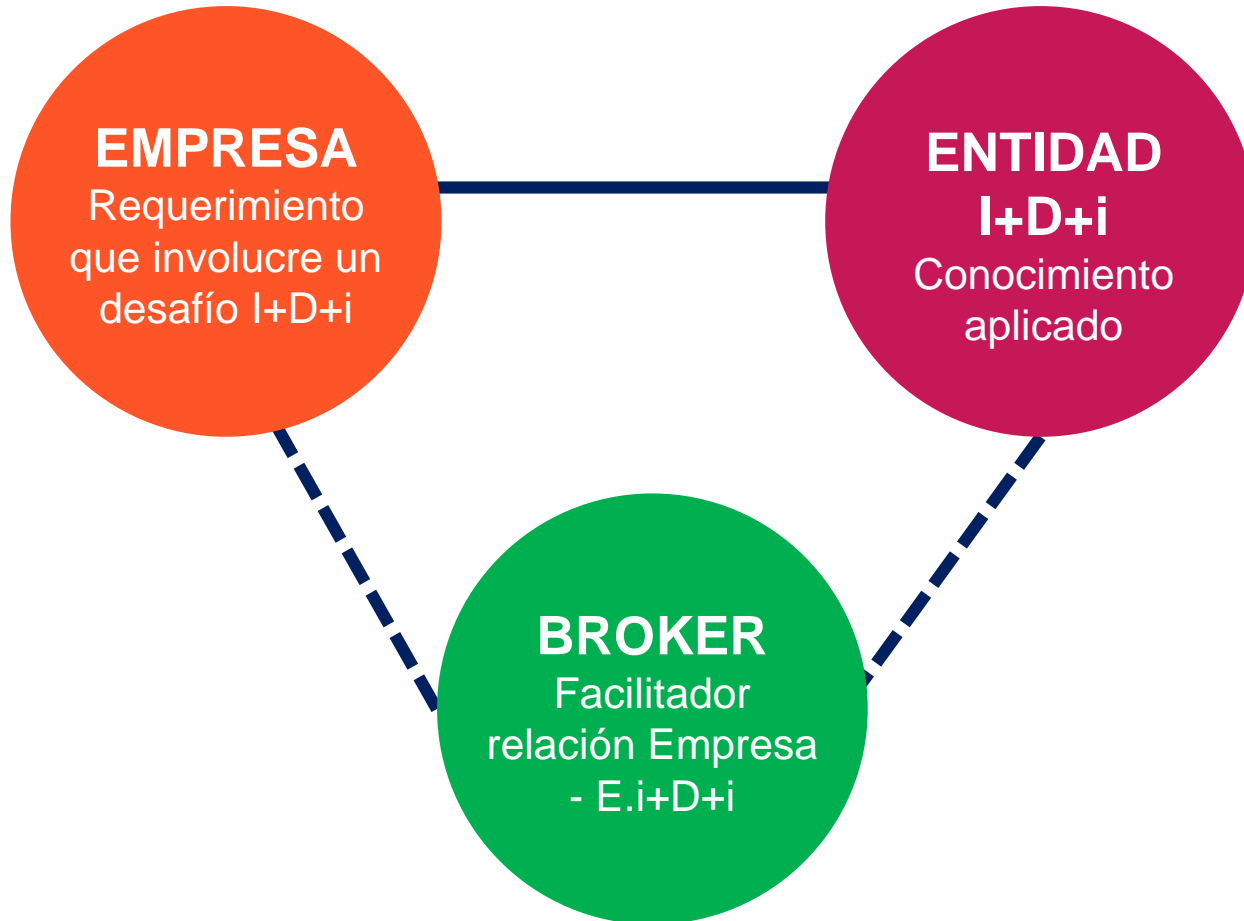 EMPRESA
Requerimiento
que involucre un
desafío I+D+i
ENTIDAD
I+D+i
Conocimiento
aplicado
BROKER
Facilitador
relación Empresa
- E.i+D+i